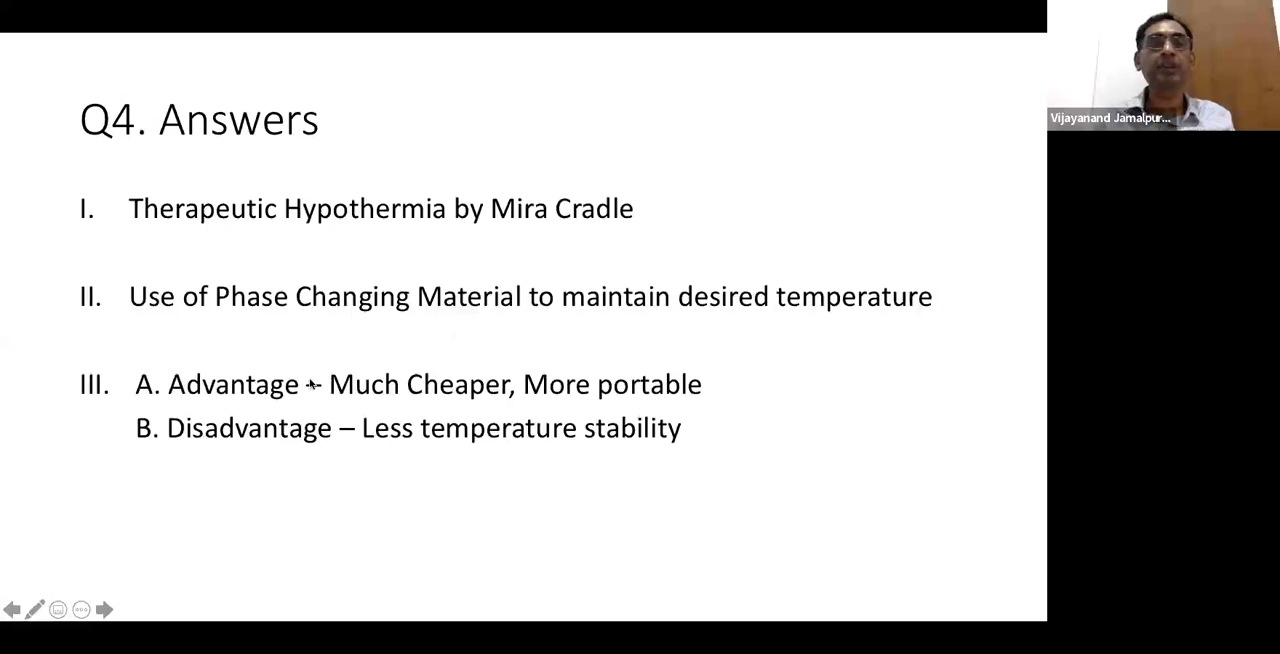 Q4. Answers
Vijayanand Jamalpur...
I. Therapeutic Hypothermia by Mira Cradle
II. Use of Phase Changing Material to maintain desired temperature
III. A. Advantage – Much Cheaper, More portable
B. Disadvantage – Less temperature stability